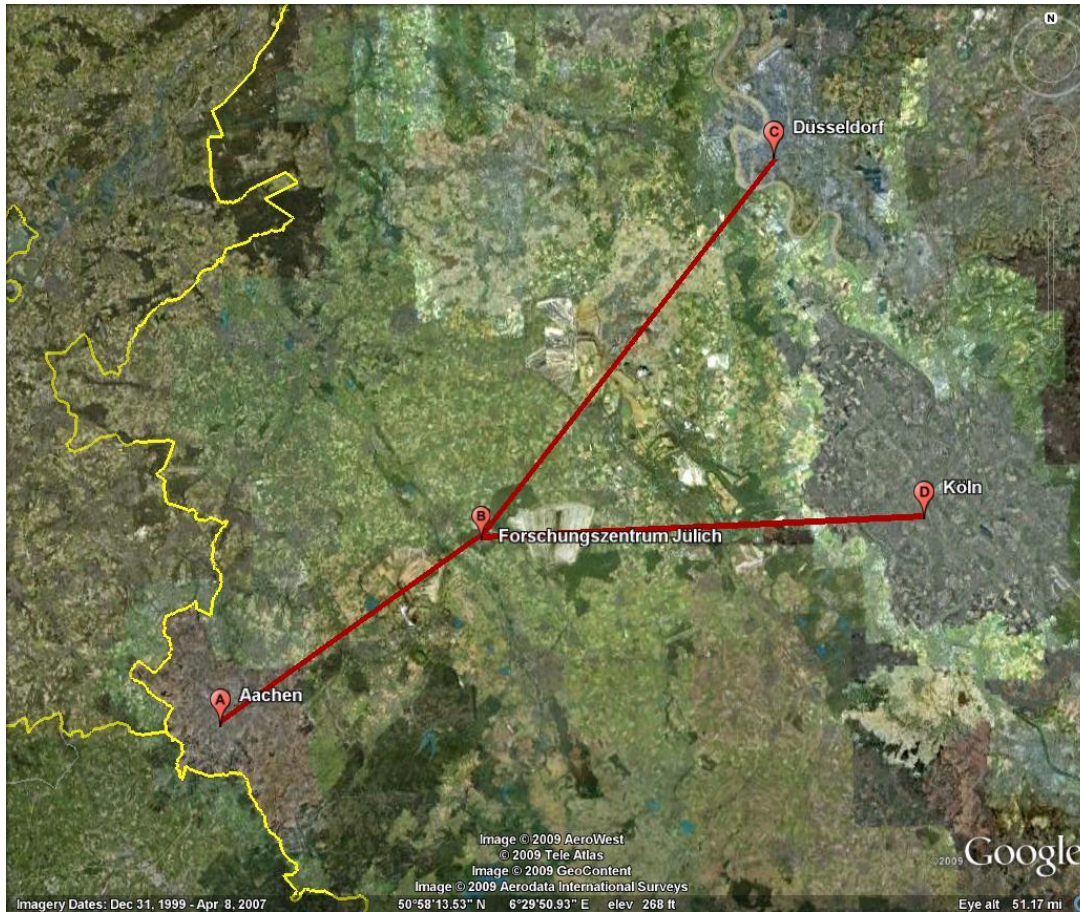 N
C
Düsseldorf
D
Köln
B
Forschungszentrum Jülich
A
Aachen
Image © 2009 AeroWest
© 2009 Tele Atlas
Image © 2009 GeoContent
Image © 2009 Aerodata International Surveys
©2009 Google
Imagery Dates: Dec 31, 1999 - Apr 8, 2007 50°58'13.53" N 6°29'50.93" E elev 268 ft Eye alt 51.17 mi